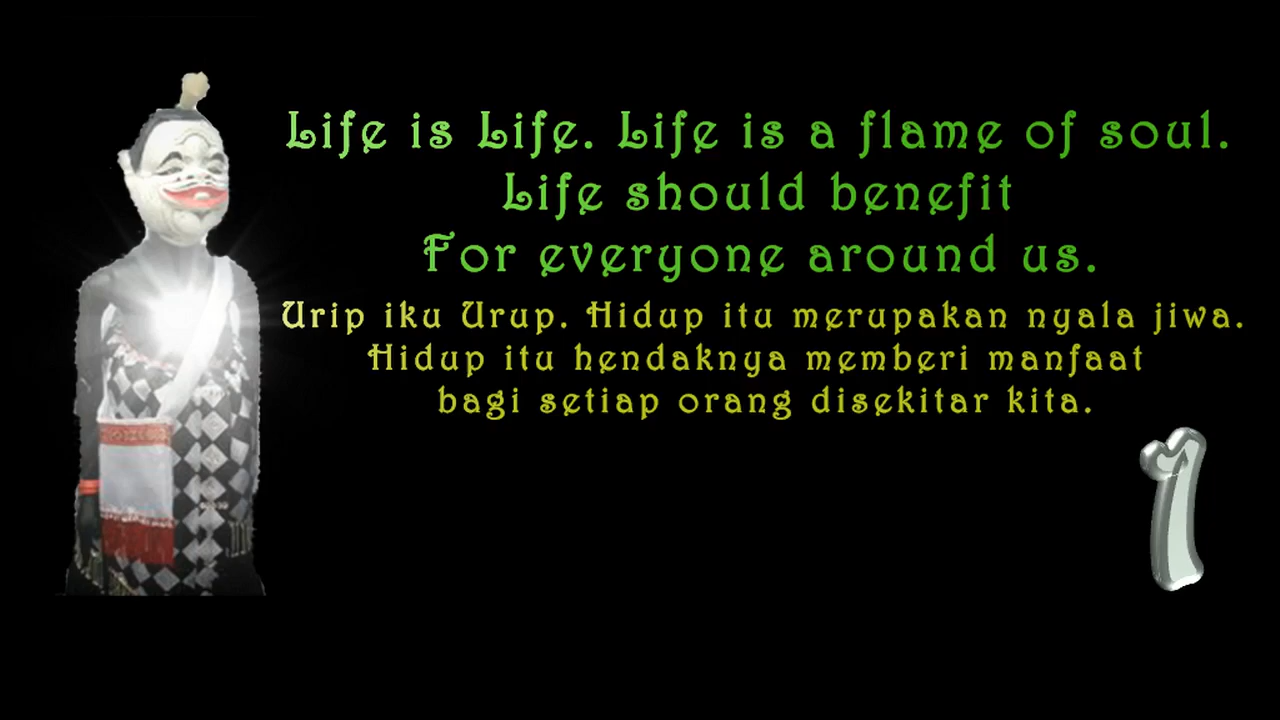 Life is Life. Life is a flame of soul.
Life should benefit
For everyone around us.
Urip iku Urup. Hidup itu merupakan nyala jiwa.
Hidup itu hendaknya memberi manfaat
bagi setiap orang disekitar kita.
1